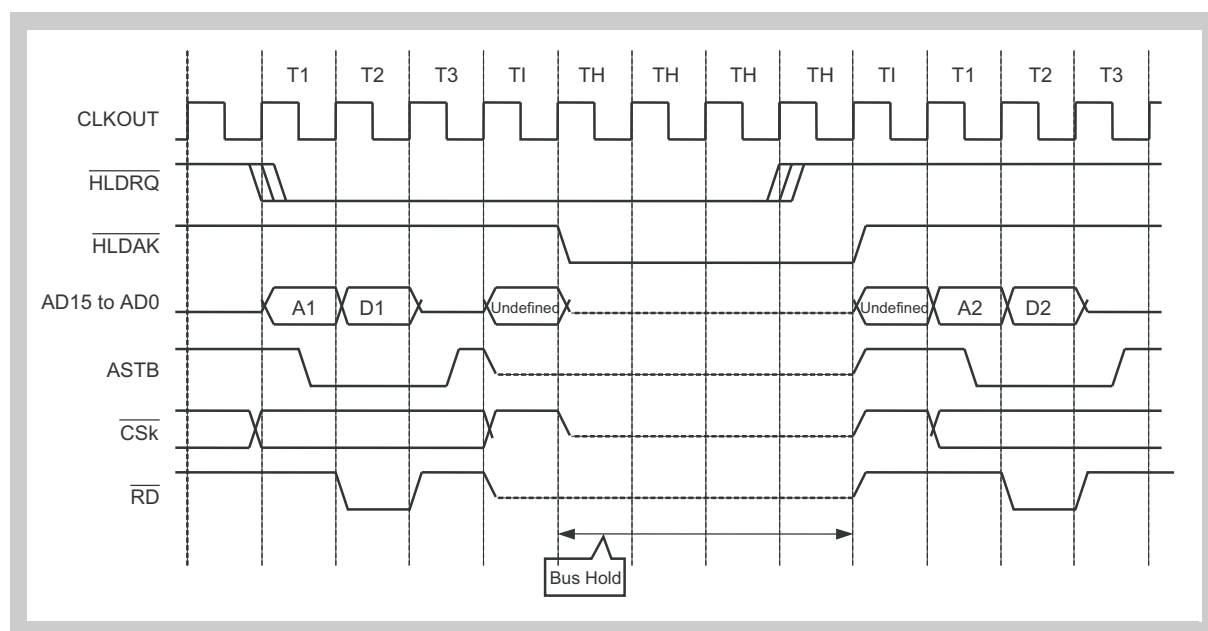 T1 T2 T3 TI TH TH TH TH TI T1 T2 T3
CLKOUT
HLDRQ
HLDAK
AD15 to AD0 A1 D1 Undefined Undefined A2 D2
ASTB
CSk
RD
Bus Hold